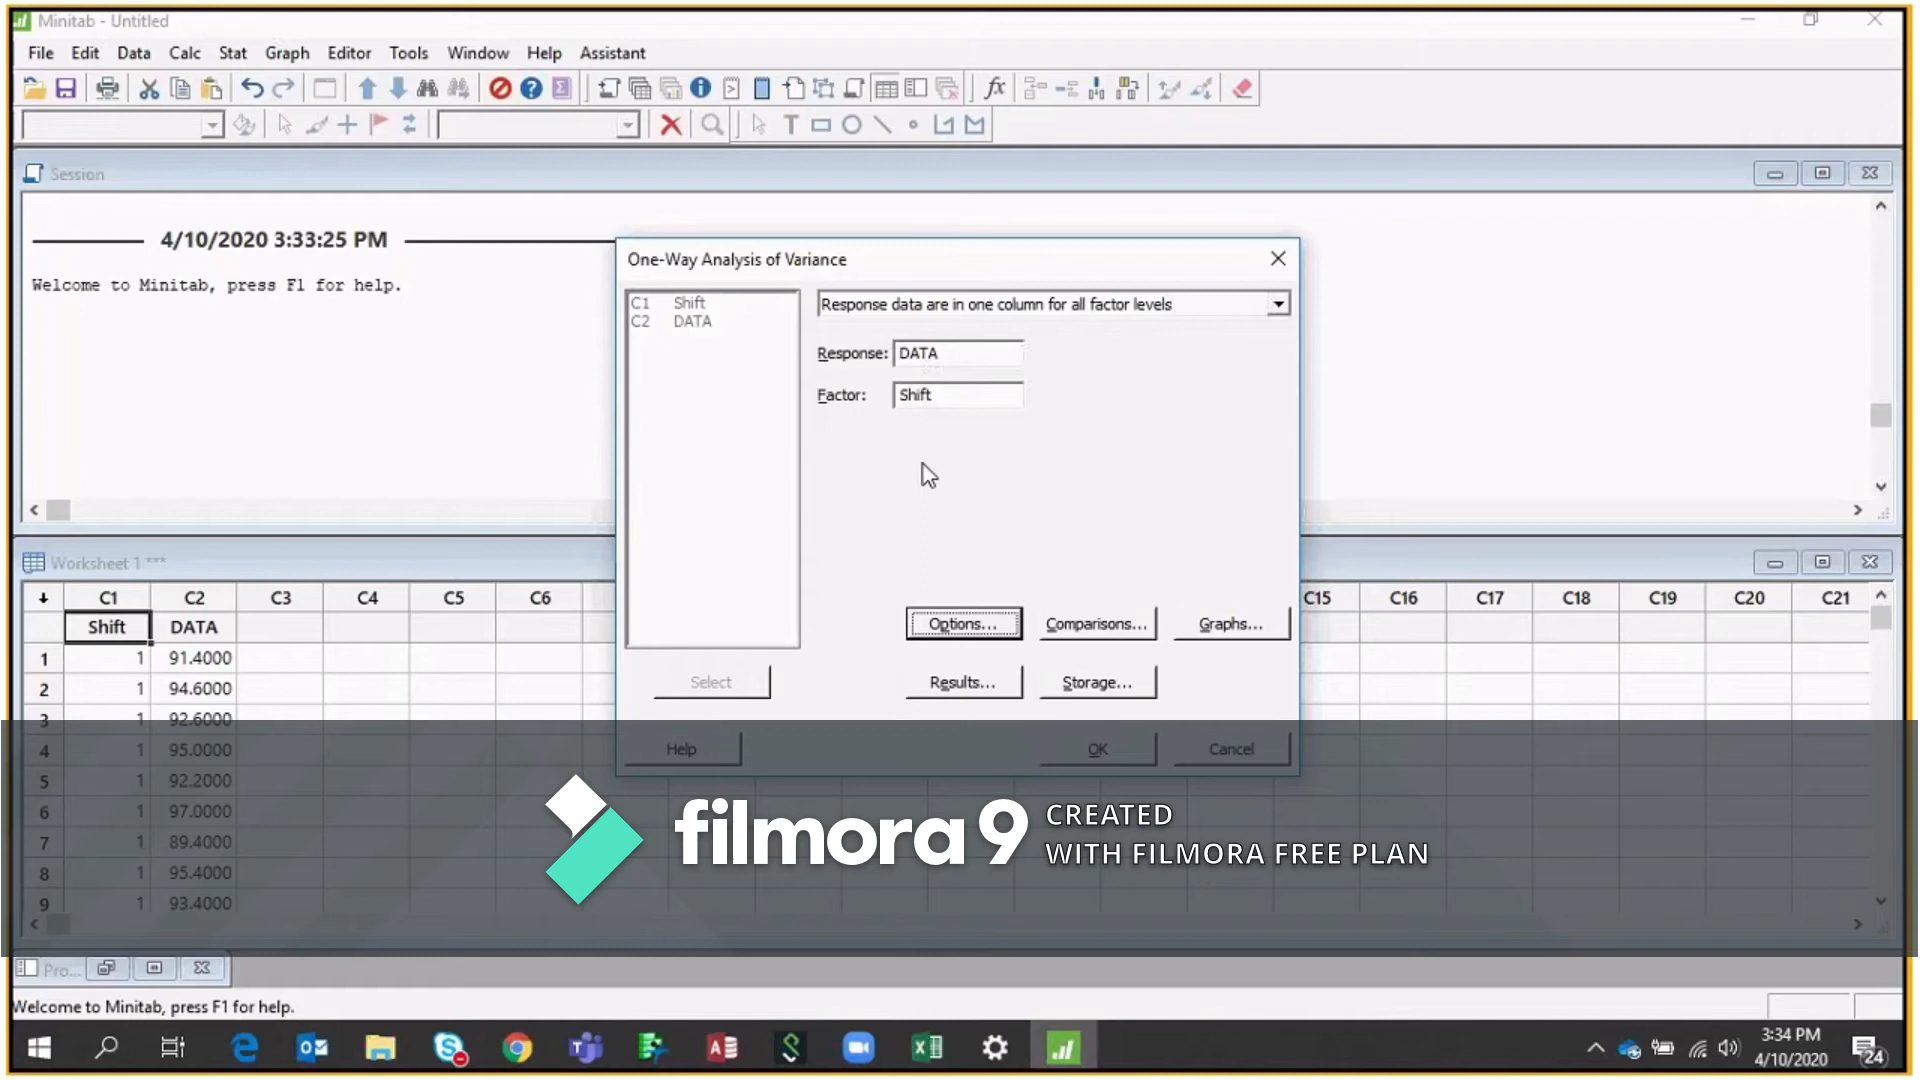 Minitab - Untitled
File Edit Data Calc Stat Graph Editor Tools Window Help Assistant
Session
4/10/2020 3:33:25 PM
Welcome to Minitab, press F1 for help.
One-Way Analysis of Variance
C1 Shift
C2 DATA
Response data are in one column for all factor levels
Response: DATA
Factor: Shift
Options... Comparisons... Graphs...
Select Results... Storage...
Help OK Cancel
Worksheet 1 ***
C1 C2 C3 C4 C5 C6 C15 C16 C17 C18 C19 C20 C21
Shift DATA
1 1 91.4000
2 1 94.6000
3 1 92.6000
4 1 95.0000
5 1 92.2000
6 1 97.0000
7 1 89.4000
8 1 95.4000
9 1 93.4000
filmora 9 CREATED
WITH FILMORA FREE PLAN
Pro...
Welcome to Minitab, press F1 for help.
3:34 PM
4/10/2020
24